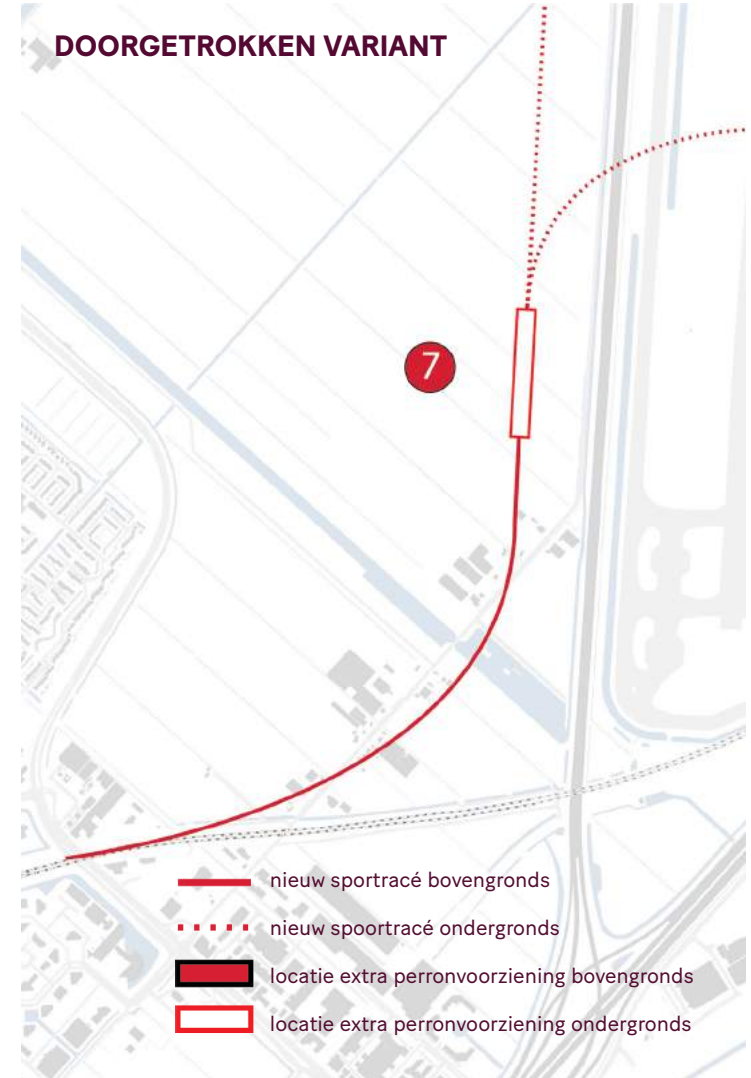 DOORGETROKKEN VARIANT
7
nieuw sportracé bovengronds
nieuw spoortracé ondergronds
locatie extra perronvoorziening bovengronds
locatie extra perronvoorziening ondergronds